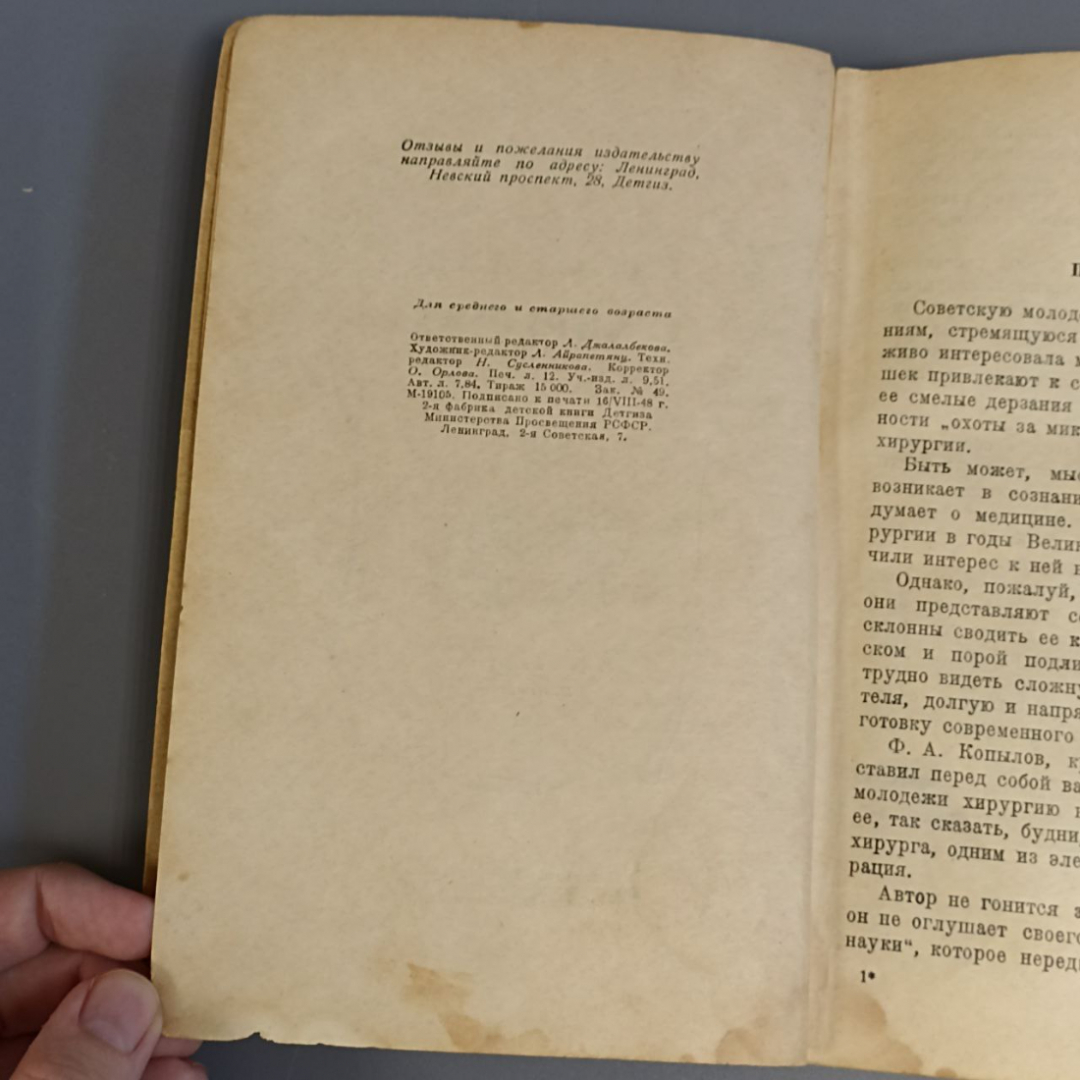 Отзывы и пожелания издательству
направляйте по адресу: Ленинград,
Невский проспект, 28, Детгиз.
Для среднего и старшего возраста
Ответственный редактор Л. Джалалбекова.
Художник-редактор Л. Айрапетянц. Техн.
редактор Н. Сусленникова. Корректор
О. Орлова. Печ. л. 12. Уч.-изд. л. 9,51.
Авт. л. 7,84. Тираж 15 000. Зак. № 49.
М-19105. Подписано к печати 16/VIII-48 г.
2-я фабрика детской книги Детгиза
Министерства Просвещения РСФСР.
Ленинград, 2-я Советская, 7.
Советскую молод
ниям, стремящуюся
живо интересовала
шек привлекают к с
ее смелые дерзания
ности „охоты за мик
хирургии.
Быть может, мыс
возникает в сознани
думает о медицине.
рургии в годы Вели
чили интерес к ней
Однако, пожалуй,
они представляют с
склонны сводить ее к
ском и порой подли
трудно видеть сложну
теля, долгую и напря
готовку современного
Ф. А. Копылов, к
ставил перед собой ва
молодежи хирургию
ее, так сказать, будни
хирурга, одним из эле
рация.
Автор не гонится з
он не оглушает своего
науки“, которое неред
1*